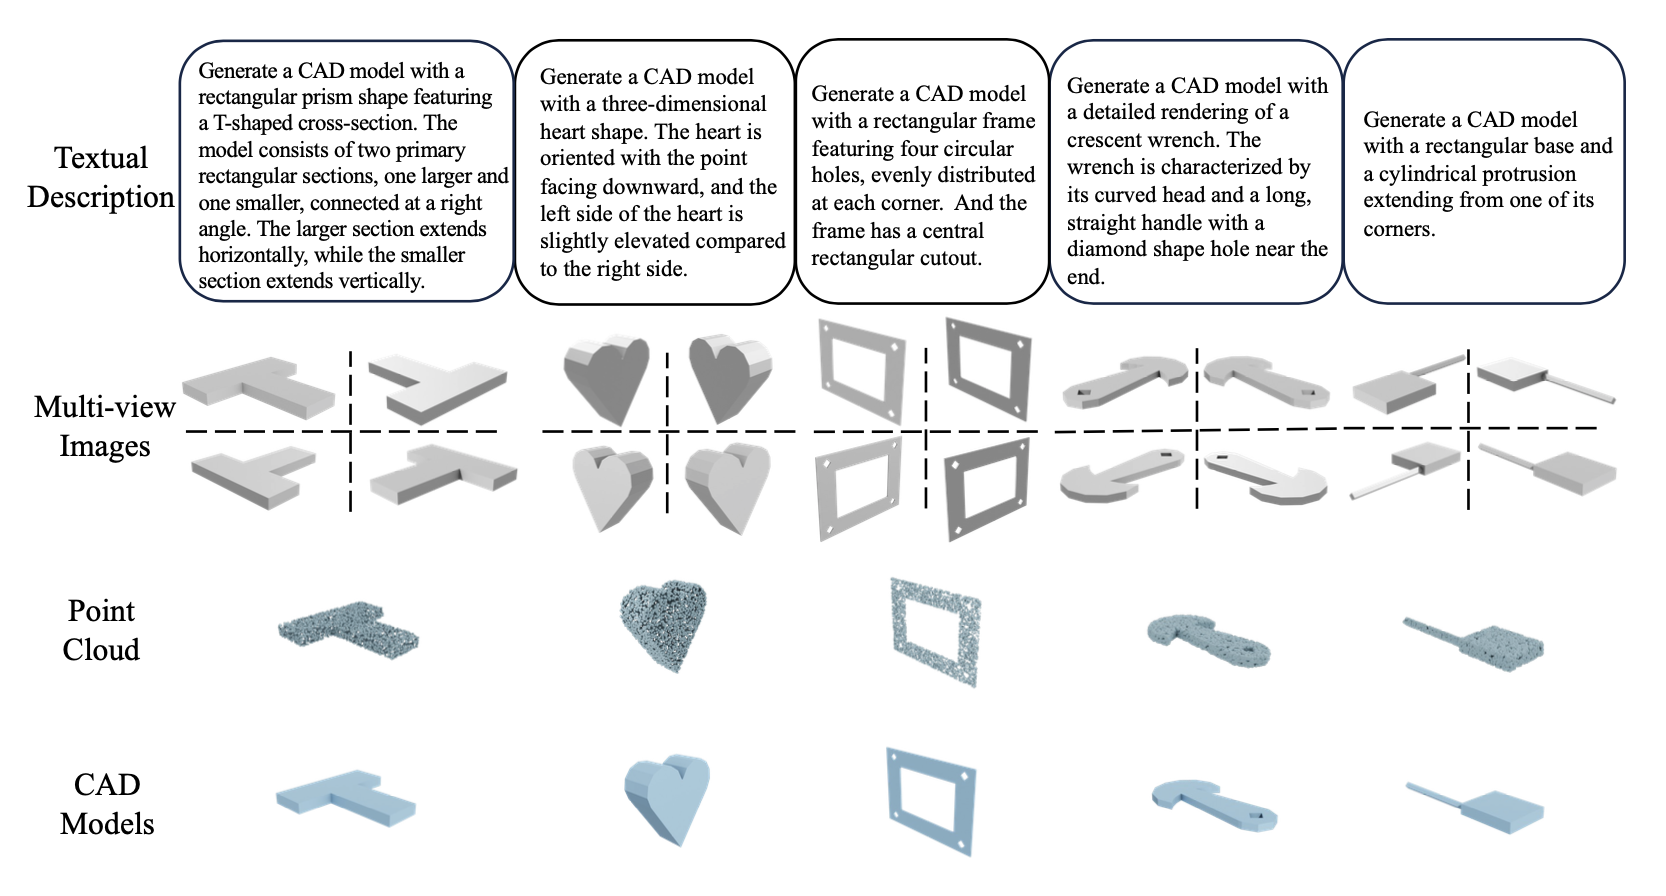 Textual
Description
Generate a CAD model with a
rectangular prism shape featuring
a T-shaped cross-section. The
model consists of two primary
rectangular sections, one larger and
one smaller, connected at a right
angle. The larger section extends
horizontally, while the smaller
section extends vertically.
Generate a CAD model
with a three-dimensional
heart shape. The heart is
oriented with the point
facing downward, and the
left side of the heart is
slightly elevated compared
to the right side.
Generate a CAD model
with a rectangular frame
featuring four circular
holes, evenly distributed
at each corner.  And the
frame has a central
rectangular cutout.
Generate a CAD model with
a detailed rendering of a
crescent wrench. The
wrench is characterized by
its curved head and a long,
straight handle with a
diamond shape hole near the
end.
Generate a CAD model
with a rectangular base and
a cylindrical protrusion
extending from one of its
corners.
Multi-view
Images
Point
Cloud
CAD
Models